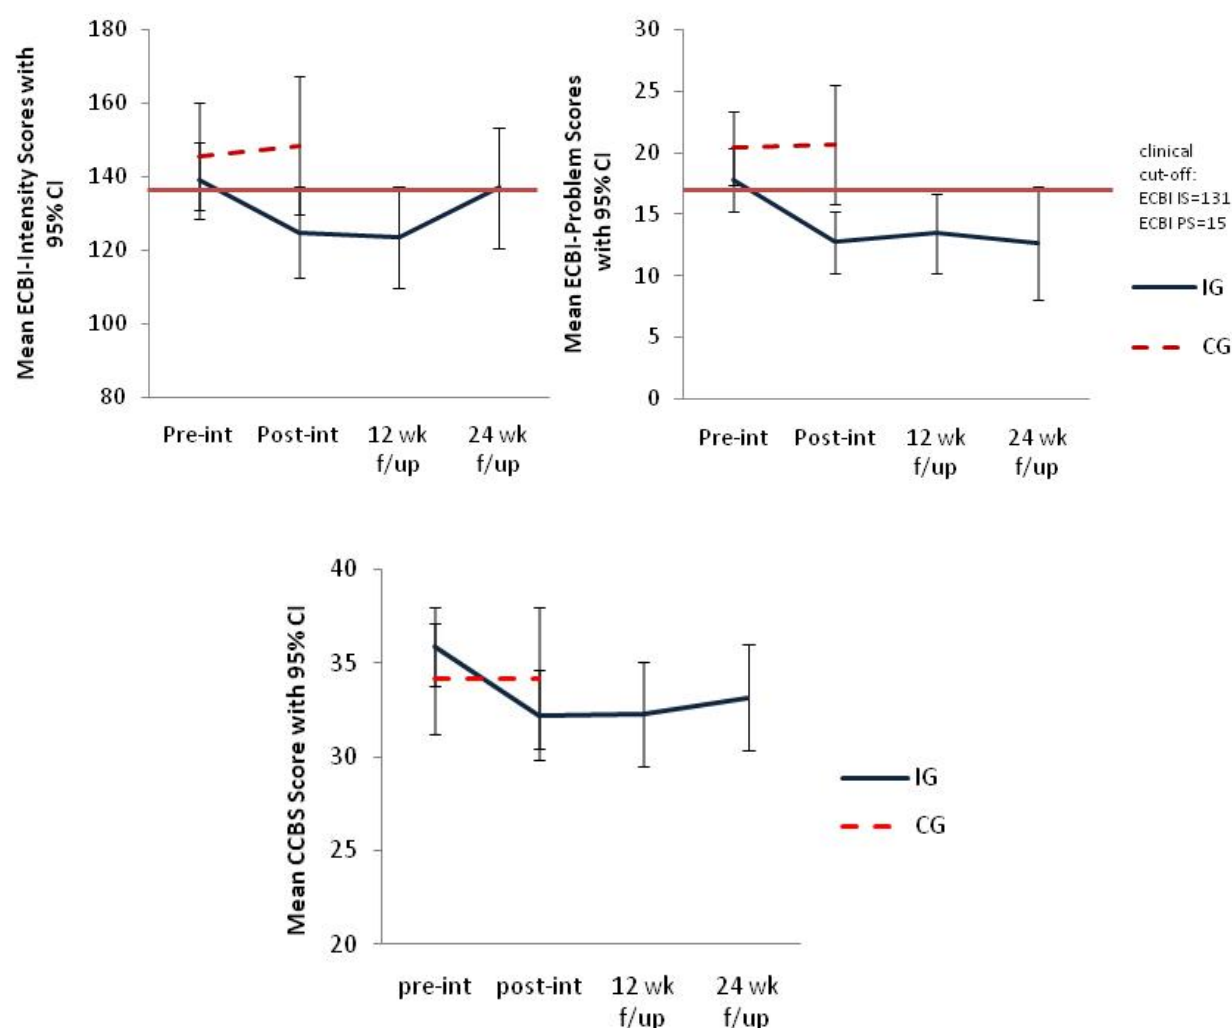 Mean ECBI-Intensity Scores with
95% CI
180
160
140
120
100
80
Pre-int
Post-int
12 wk
f/up
24 wk
f/up
Mean ECBI-Problem Scores
with 95% CI
30
25
20
15
10
5
0
Pre-int
Post-int
12 wk
f/up
24 wk
f/up
clinical
cut-off:
ECBI IS=131
ECBI PS=15
IG
CG
Mean CCBS Score with 95% CI
40
35
30
25
20
pre-int
post-int
12 wk
f/up
24 wk
f/up
IG
CG